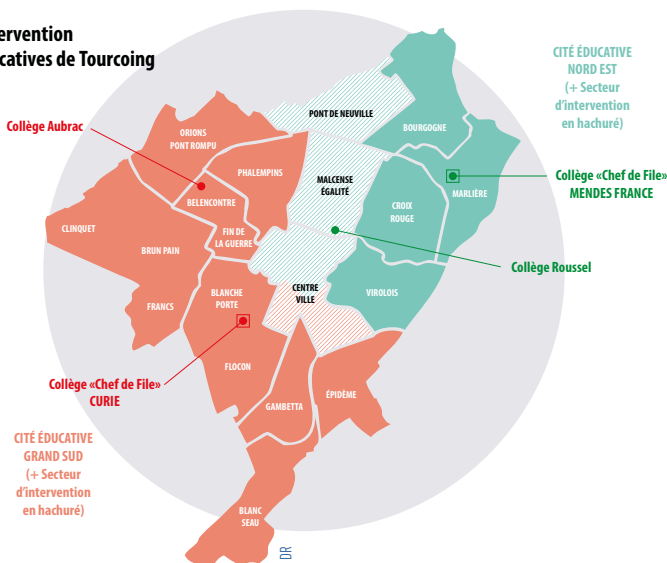 ervention
catives de Tourcoing
CITÉ ÉDUCATIVE
NORD EST
(+ Secteur
d'intervention
en hachuré)
PONT DE NEUVILLE
BOURGOGNE
Collège Aubrac
ORIONS
PONT ROMPU
PHALEMPINS
MALCENSE
ÉGALITÉ
Collège «Chef de File»
MENDES FRANCE
MARLIÈRE
BELENCONTRE
CROIX
ROUGE
CLINQUET
FIN DE
LA GUERRE
BRUN PAIN
Collège Roussel
CENTRE
VILLE
VIROLOIS
BLANCHE
PORTE
FRANCS
FLOCON
Collège «Chef de File»
CURIE
ÉPIDÈME
GAMBETTA
CITÉ ÉDUCATIVE
GRAND SUD
(+ Secteur
d'intervention
en hachuré)
BLANC
SEAU
DR